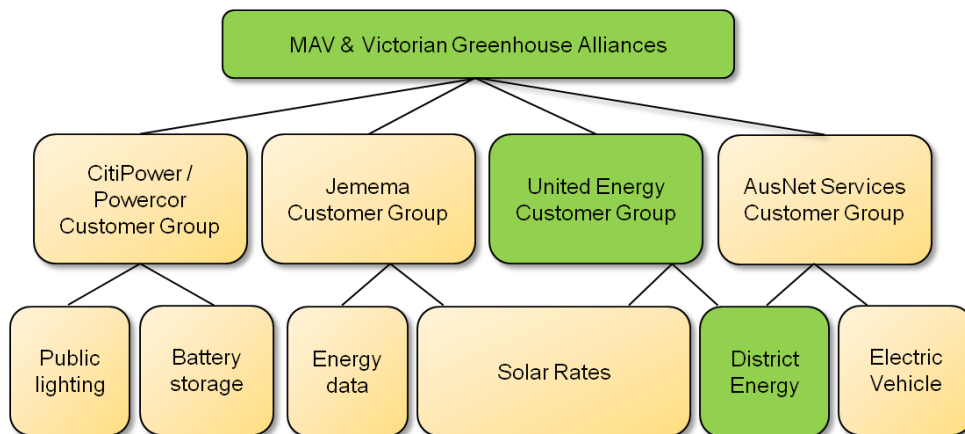 MAV & Victorian Greenhouse Alliances
CitiPower /
Powercor
Customer Group
Jemema
Customer Group
United Energy
Customer Group
AusNet Services
Customer Group
Public
lighting
Battery
storage
Energy
data
Solar Rates
District
Energy
Electric
Vehicle